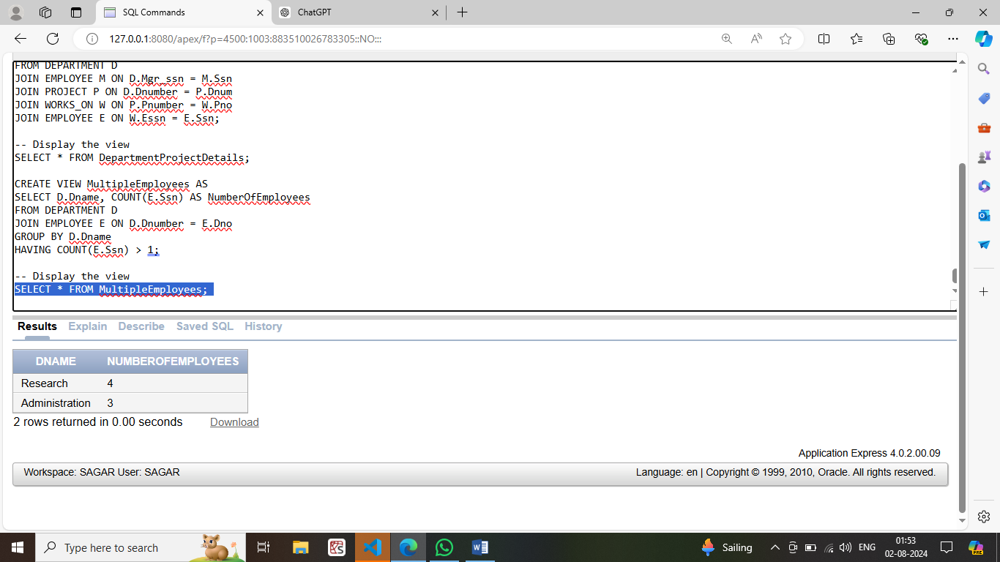 SQL Commands
ChatGPT
127.0.0.1:8080/apex/f?p=4500:1003:883510026783305::NO:::
FROM DEPARTMENT D
JOIN EMPLOYEE M ON D.Mgr_ssn = M.Ssn
JOIN PROJECT P ON D.Dnumber = P.Dnum
JOIN WORKS_ON W ON P.Pnumber = W.Pno
JOIN EMPLOYEE E ON W.Essn = E.Ssn;
-- Display the view
SELECT * FROM DepartmentProjectDetails;
CREATE VIEW MultipleEmployees AS
SELECT D.Dname, COUNT(E.Ssn) AS NumberOfEmployees
FROM DEPARTMENT D
JOIN EMPLOYEE E ON D.Dnumber = E.Dno
GROUP BY D.Dname
HAVING COUNT(E.Ssn) > 1;
-- Display the view
SELECT * FROM MultipleEmployees;
Results Explain Describe Saved SQL History
DNAME NUMBEROFEMPLOYEES
Research 4
Administration 3
2 rows returned in 0.00 seconds Download
Application Express 4.0.2.00.09
Workspace: SAGAR User: SAGAR Language: en | Copyright © 1999, 2010, Oracle. All rights reserved.
Type here to search
Sailing
ENG
01:53
02-08-2024
PRE